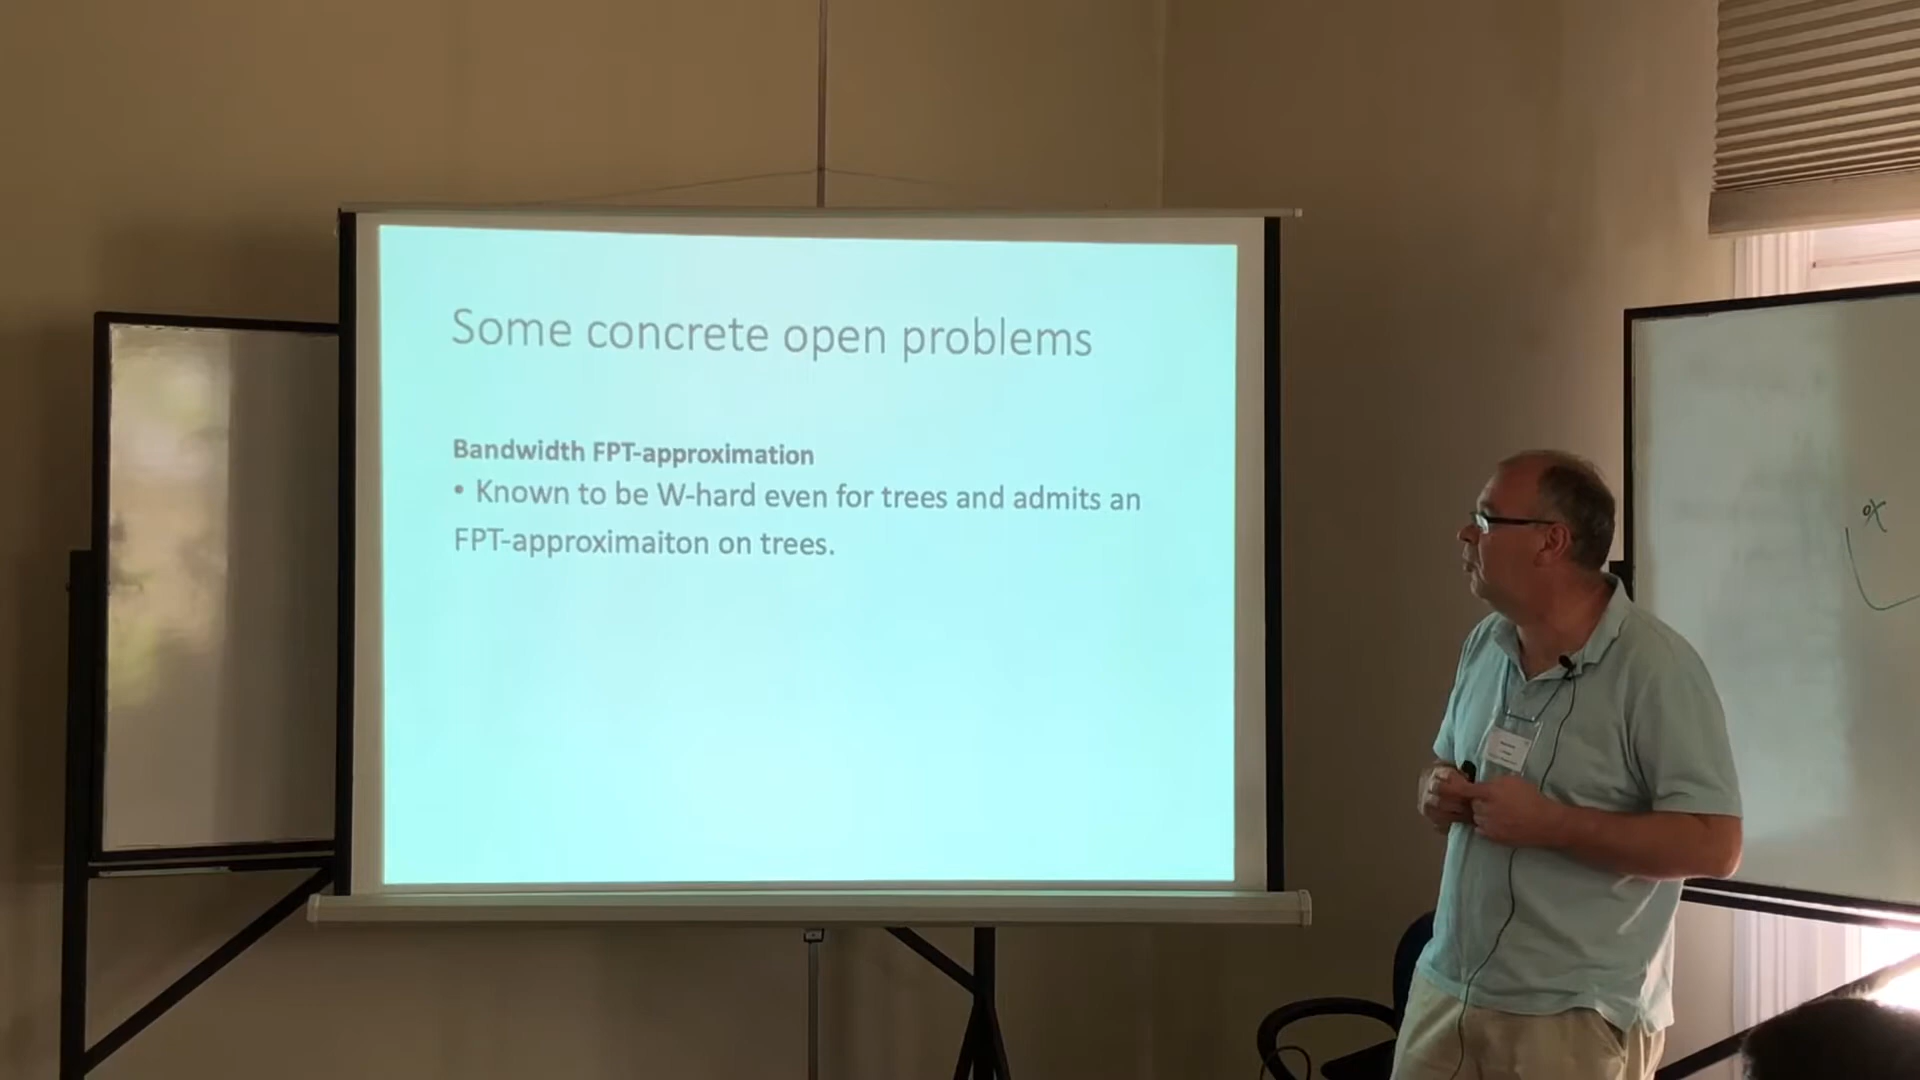 Some concrete open problems
Bandwidth FPT-approximation
• Known to be W-hard even for trees and admits an
FPT-approximaiton on trees.